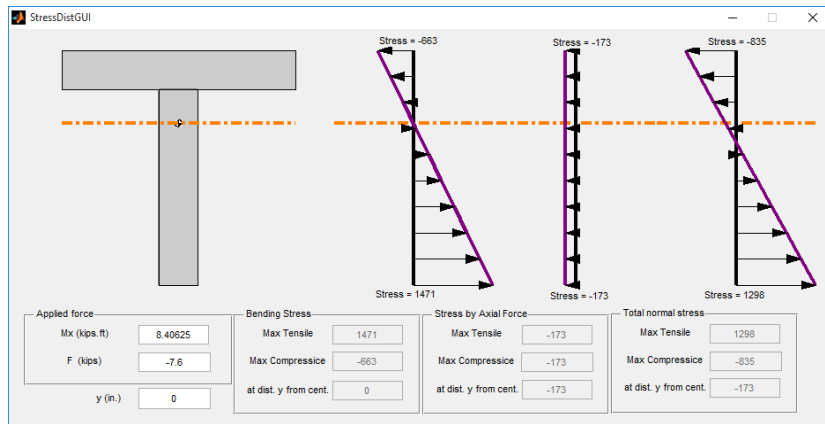 StressDistGUI
Stress = -663
Stress = -173
Stress = -835
Stress = 1471
Stress = -173
Stress = 1298
Applied force
Mx (kips.ft) 8.40625
F (kips) -7.6
y (in.) 0
Bending Stress
Max Tensile 1471
Max Compressice -663
at dist. y from cent. 0
Stress by Axial Force
Max Tensile -173
Max Compressice -173
at dist. y from cent. -173
Total normal stress
Max Tensile 1298
Max Compressice -835
at dist. y from cent. -173